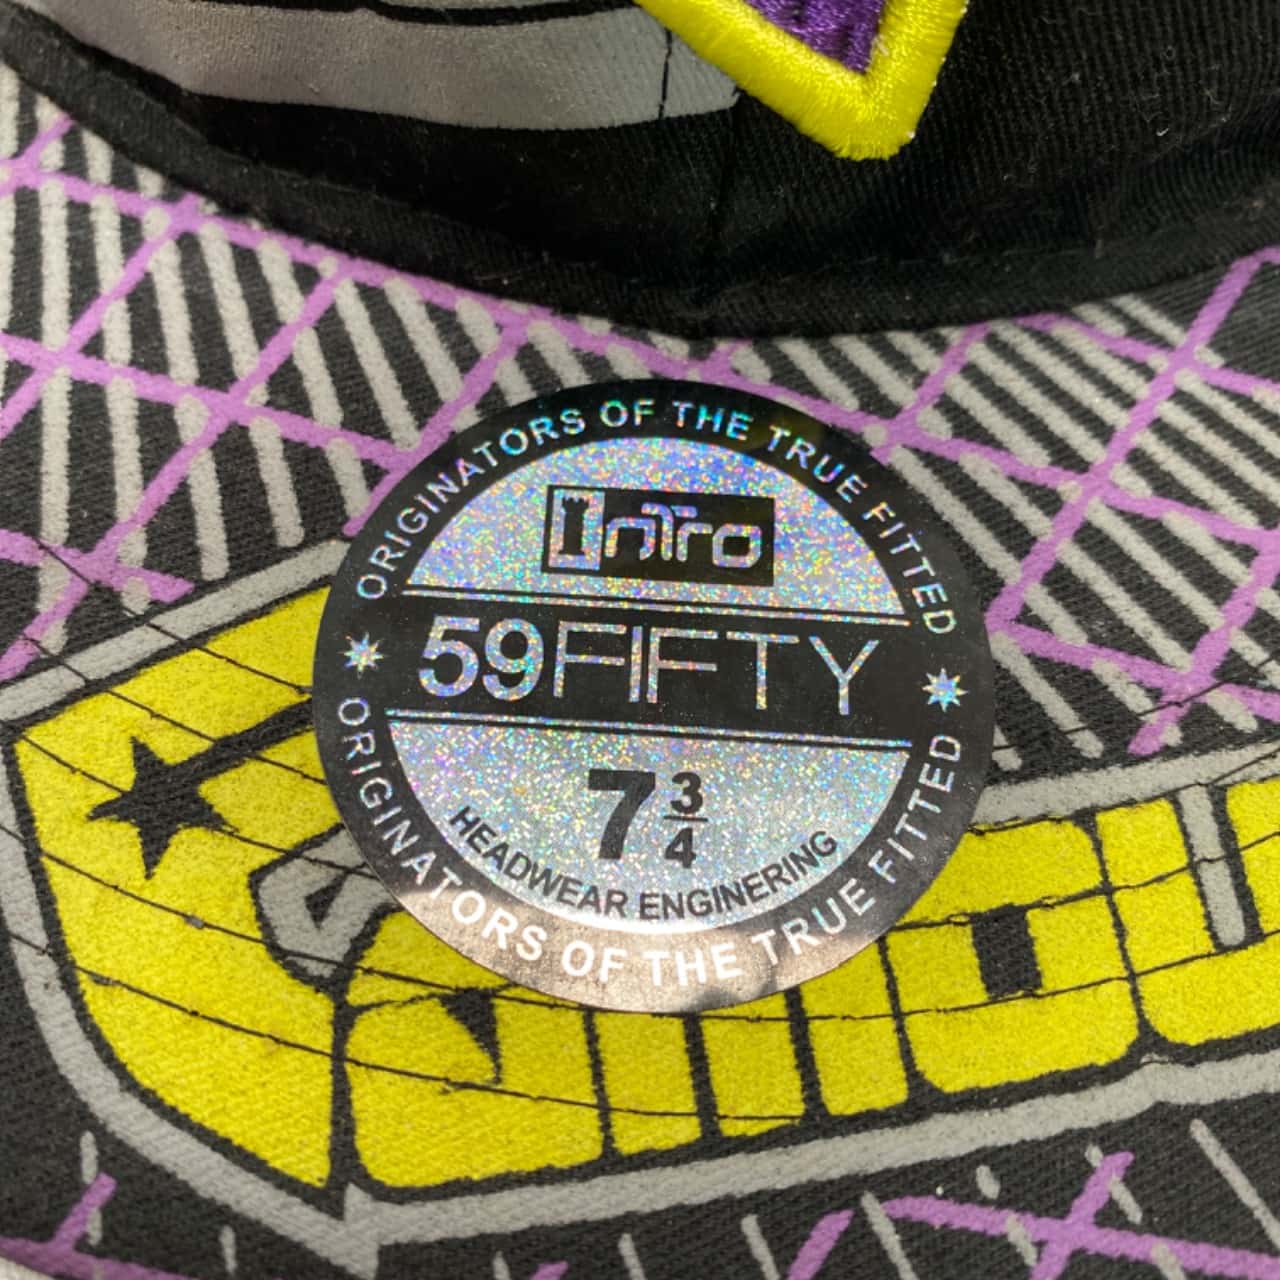 ORIGINATORS OF THE TRUE FITTED
Intro
59FIFTY
7 3/4
HEADWEAR ENGINERING
ORIGINATORS OF THE TRUE FITTED